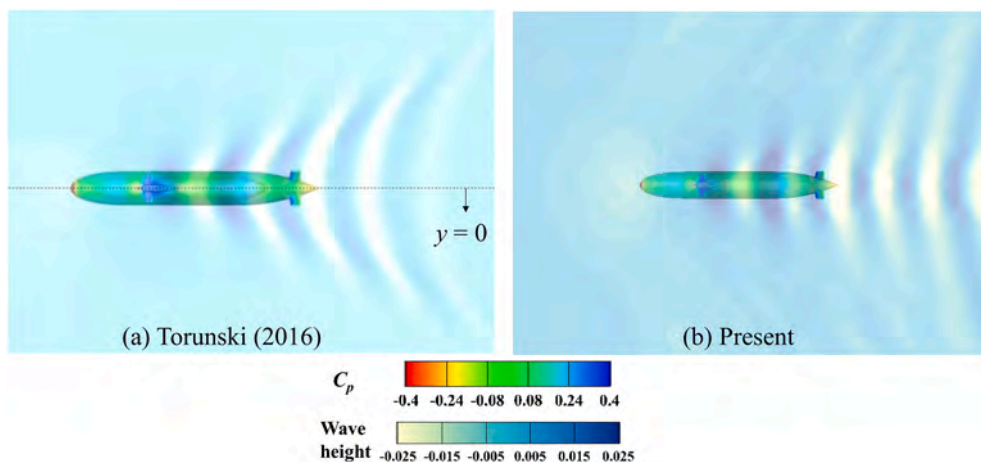 y = 0
(a) Torunski (2016)
(b) Present
C_p
-0.4 -0.24 -0.08 0.08 0.24 0.4
Wave
height
-0.025 -0.015 -0.005 0.005 0.015 0.025